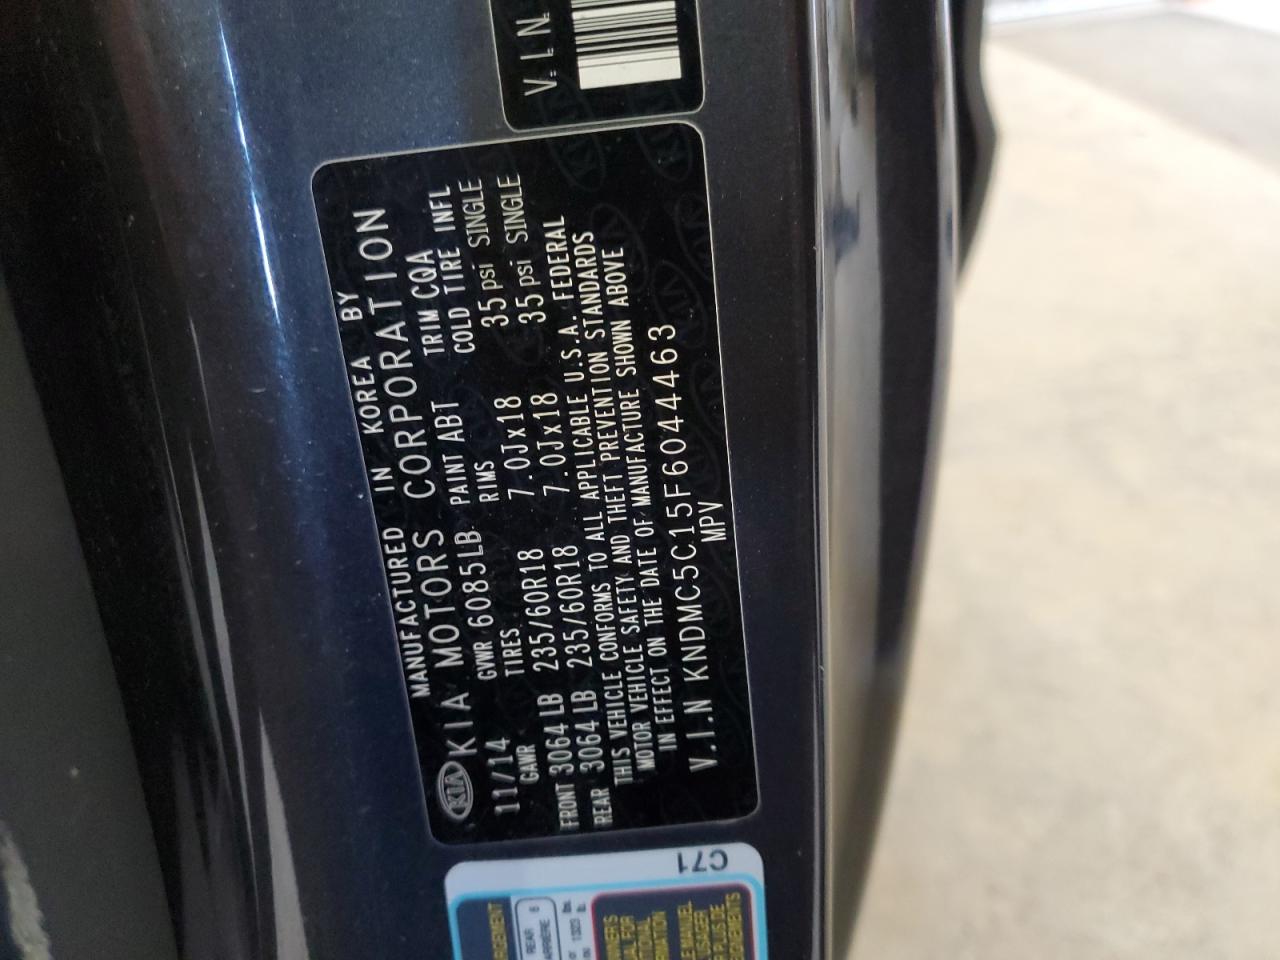 V.I.N
MANUFACTURED IN KOREA BY
KIA KIA MOTORS CORPORATION
11/14 GVWR 6085LB PAINT ABT TRIM CQA
GAWR TIRES RIMS COLD TIRE INFL
FRONT 3064 LB 235/60R18 7.0Jx18 35 psi SINGLE
REAR 3064 LB 235/60R18 7.0Jx18 35 psi SINGLE
THIS VEHICLE CONFORMS TO ALL APPLICABLE U.S.A. FEDERAL
MOTOR VEHICLE SAFETY AND THEFT PREVENTION STANDARDS
IN EFFECT ON THE DATE OF MANUFACTURE SHOWN ABOVE
V.I.N KNDMC5C15F6044463
MPV
C71
REAR 6